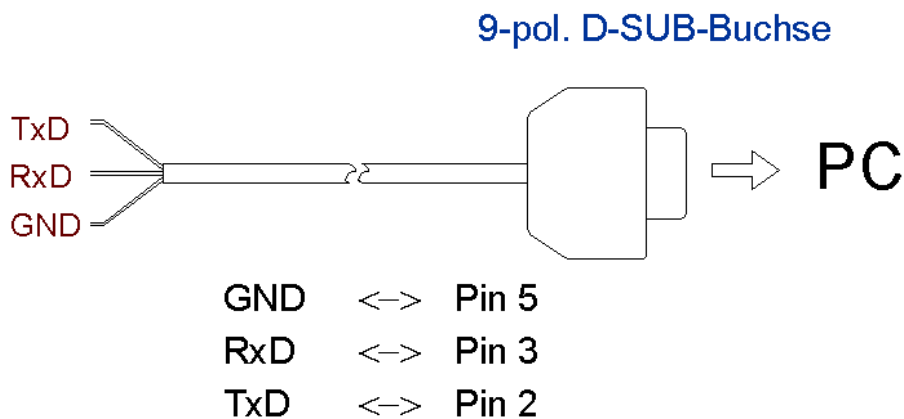 9-pol. D-SUB-Buchse
TxD
RxD
GND
PC
GND <-> Pin 5
RxD <-> Pin 3
TxD <-> Pin 2